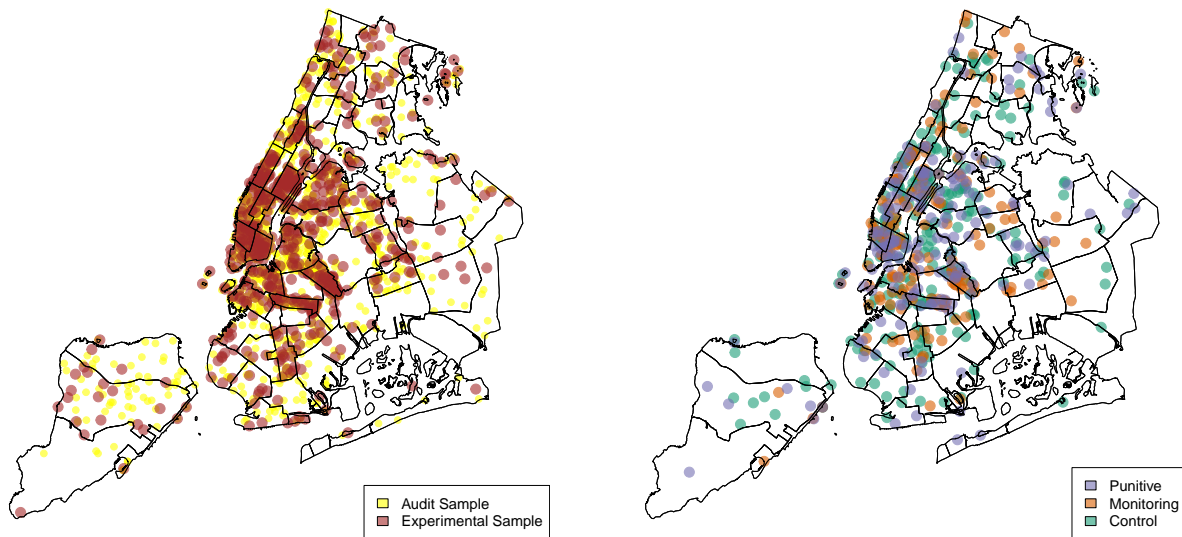 Audit Sample
Experimental Sample
Punitive
Monitoring
Control